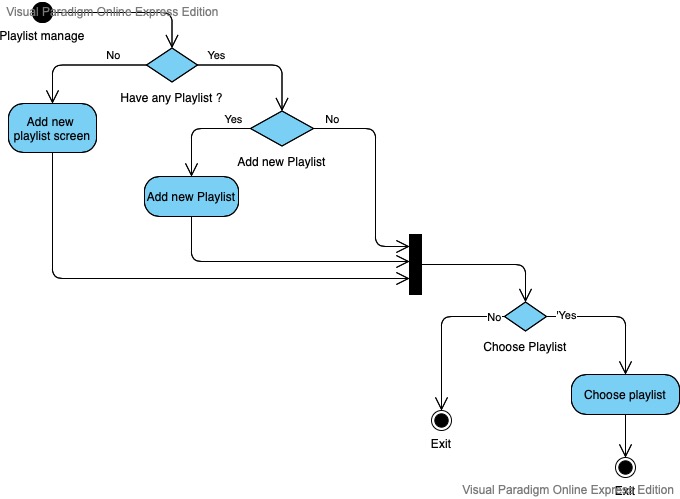 Visual Paradigm Online Express Edition
Playlist manage
No
Yes
Have any Playlist ?
Add new
playlist screen
Yes
No
Add new Playlist
Add new Playlist
No
'Yes
Choose Playlist
Choose playlist
Exit
Exit
Visual Paradigm Online Express Edition